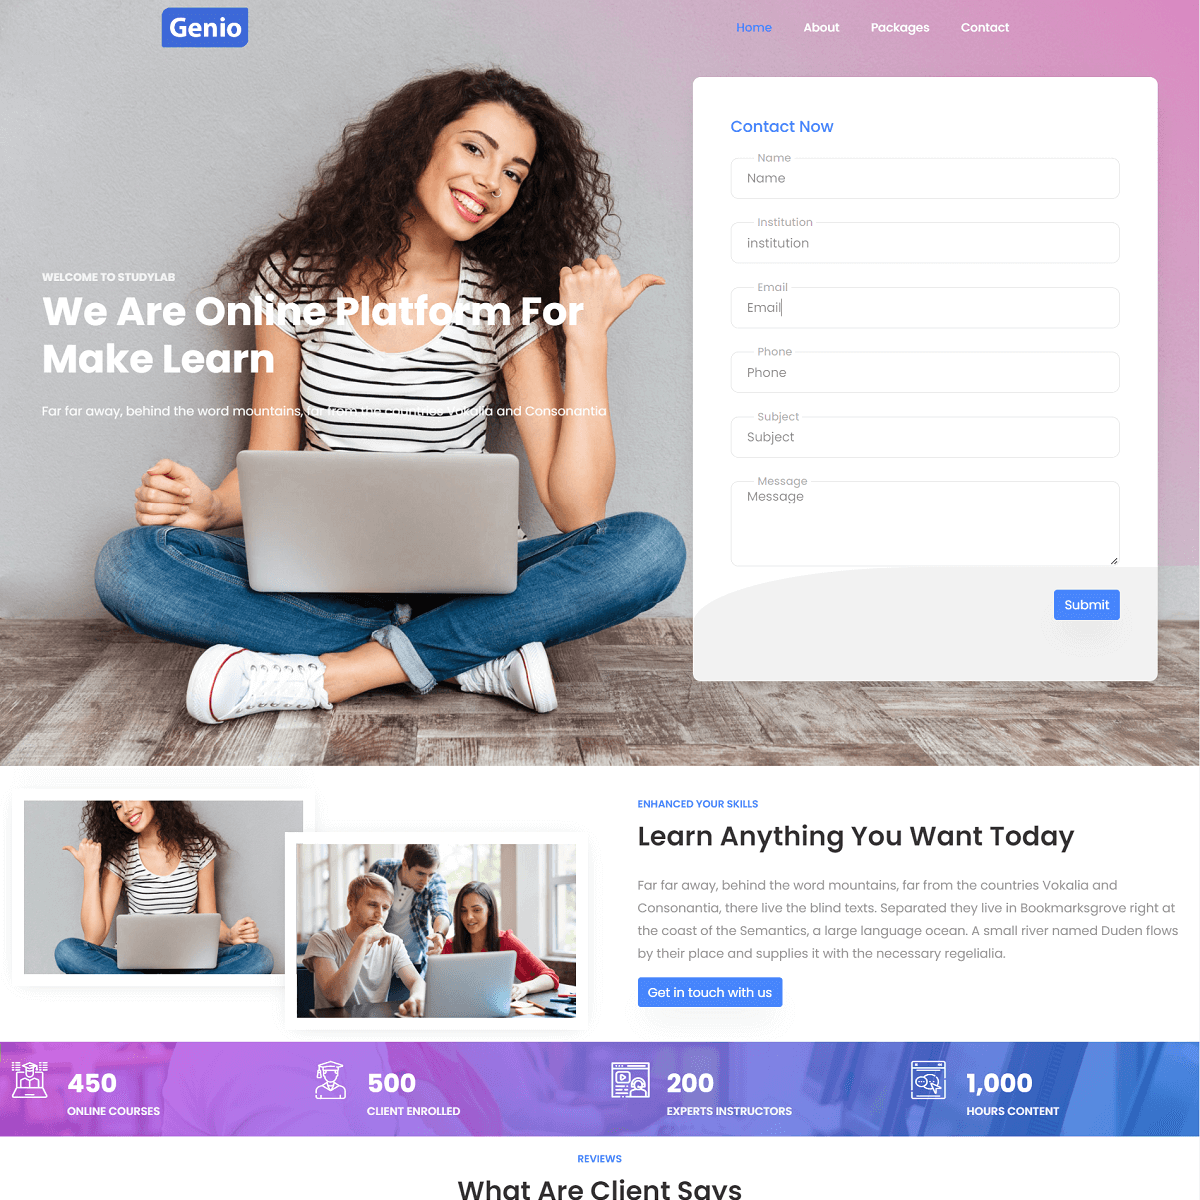 Genio
Home
About
Packages
Contact
WELCOME TO STUDYLAB
We Are Online Platform For
Make Learn
Far far away, behind the word mountains, far from the countries Vokalia and Consonantia
Contact Now
Name
Name
Institution
institution
Email
Email
Phone
Phone
Subject
Subject
Message
Message
Submit
ENHANCED YOUR SKILLS
Learn Anything You Want Today
Far far away, behind the word mountains, far from the countries Vokalia and
Consonantia, there live the blind texts. Separated they live in Bookmarksgrove right at
the coast of the Semantics, a large language ocean. A small river named Duden flows
by their place and supplies it with the necessary regelialia.
Get in touch with us
450
ONLINE COURSES
500
CLIENT ENROLLED
200
EXPERTS INSTRUCTORS
1,000
HOURS CONTENT
REVIEWS
What Are Client Says